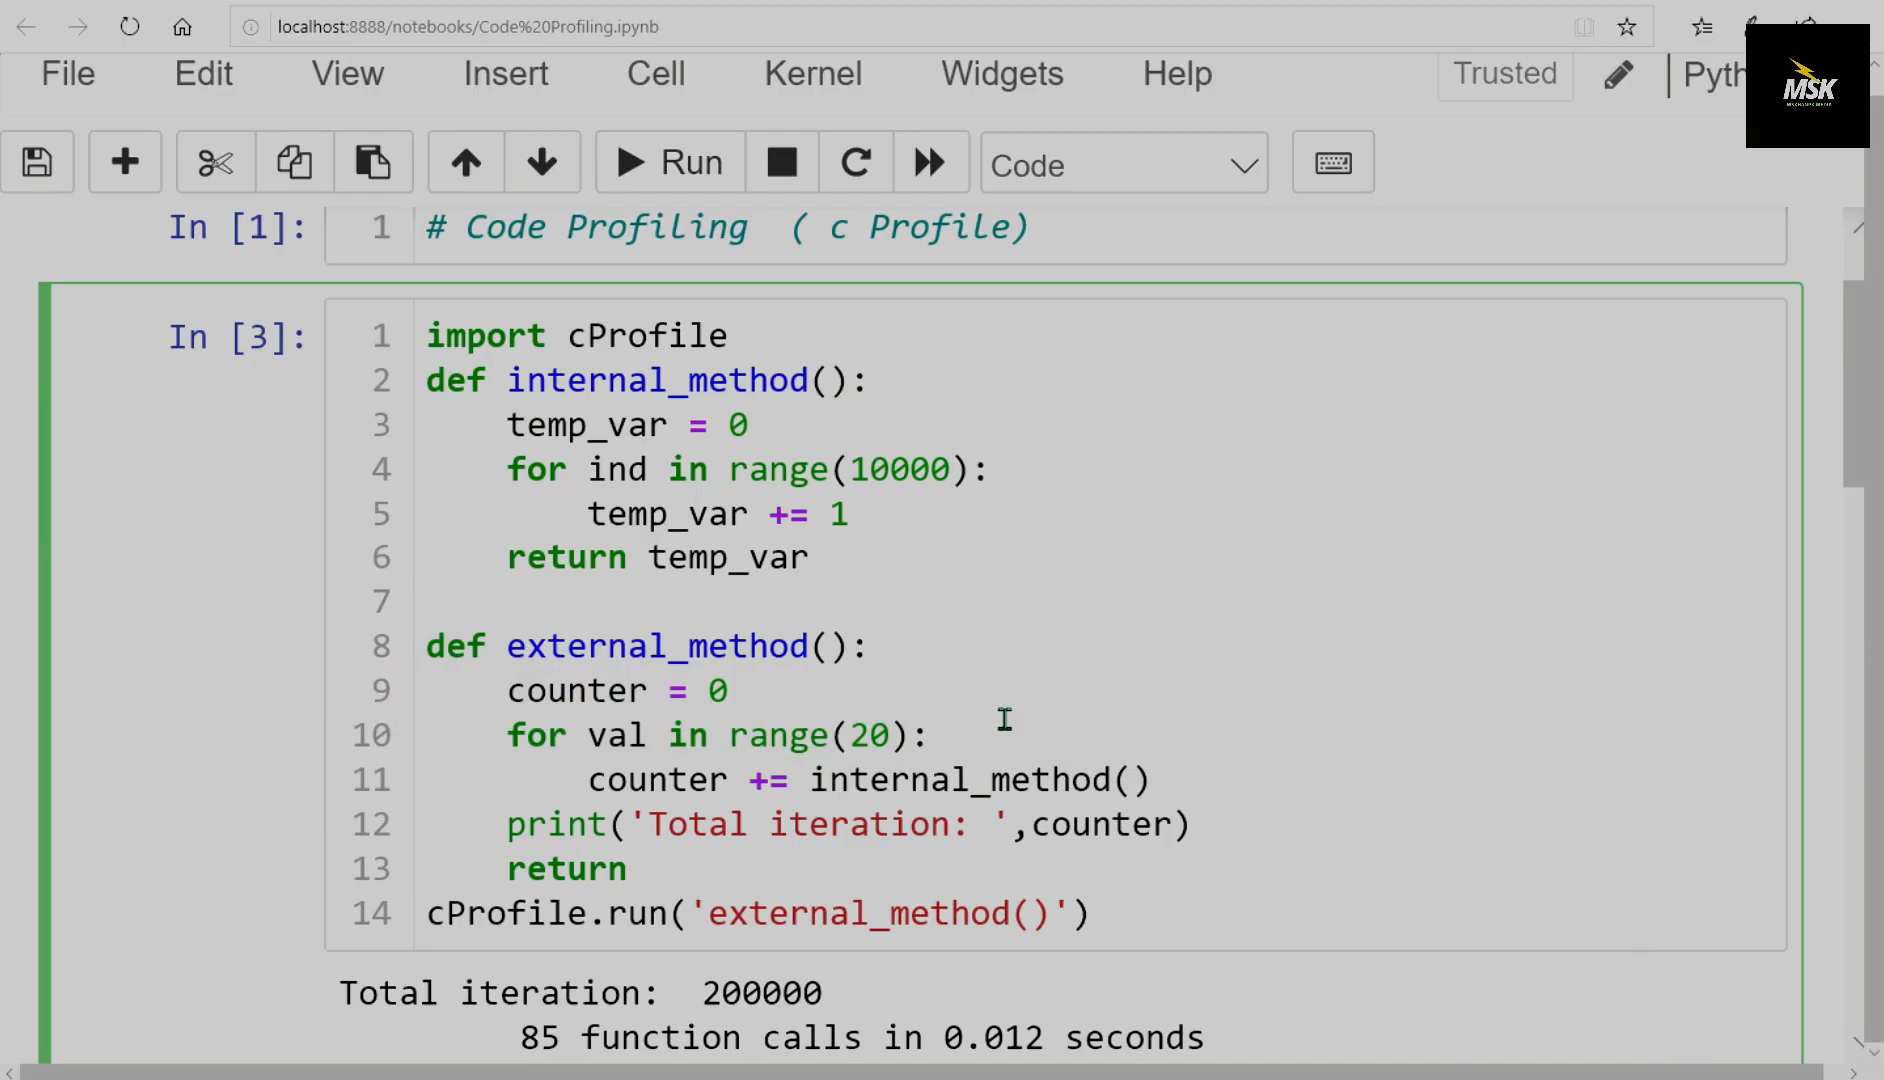 localhost:8888/notebooks/Code%20Profiling.ipynb
File Edit View Insert Cell Kernel Widgets Help Trusted Pyth
MSK
Run Code
In [1]: 1 # Code Profiling  ( c Profile)
In [3]: 1 import cProfile
2 def internal_method():
3     temp_var = 0
4     for ind in range(10000):
5         temp_var += 1
6     return temp_var
7
8 def external_method():
9     counter = 0
10     for val in range(20):
11         counter += internal_method()
12     print('Total iteration: ',counter)
13     return
14 cProfile.run('external_method()')
Total iteration:  200000
         85 function calls in 0.012 seconds